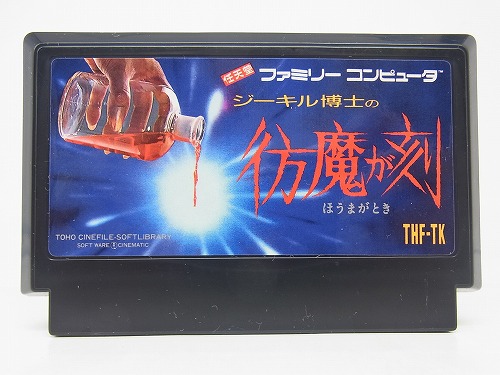 任天堂 ファミリー コンピュータ™
ジーキル博士の
彷魔が刻
ほうまがとき
THF-TK
TOHO CINEFILE-SOFTLIBRARY
SOFT WARE CINEMATIC